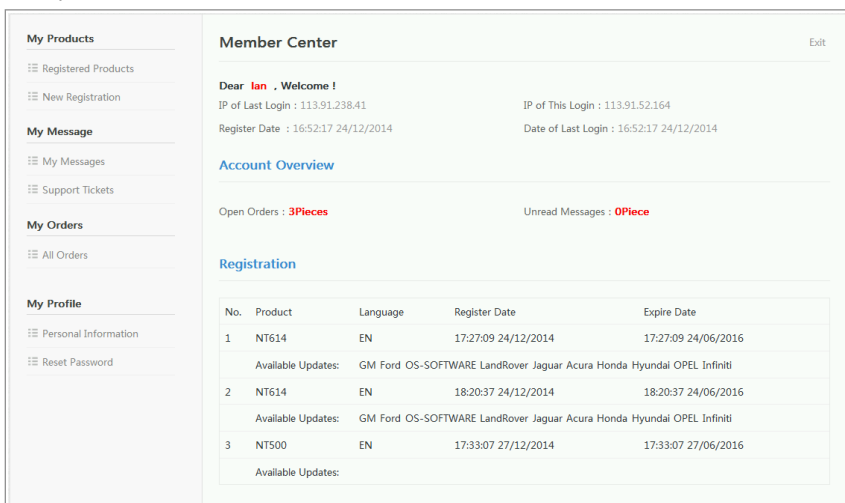 My Products
Registered Products
New Registration
My Message
My Messages
Support Tickets
My Orders
All Orders
My Profile
Personal Information
Reset Password
Member Center Exit
Dear Ian , Welcome !
IP of Last Login : 113.91.238.41 IP of This Login : 113.91.52.164
Register Date : 16:52:17 24/12/2014 Date of Last Login : 16:52:17 24/12/2014
Account Overview
Open Orders : 3Pieces Unread Messages : 0Piece
Registration
No. Product Language Register Date Expire Date
1 NT614 EN 17:27:09 24/12/2014 17:27:09 24/06/2016
Available Updates: GM Ford OS-SOFTWARE LandRover Jaguar Acura Honda Hyundai OPEL Infiniti
2 NT614 EN 18:20:37 24/12/2014 18:20:37 24/06/2016
Available Updates: GM Ford OS-SOFTWARE LandRover Jaguar Acura Honda Hyundai OPEL Infiniti
3 NT500 EN 17:33:07 27/12/2014 17:33:07 27/06/2016
Available Updates: